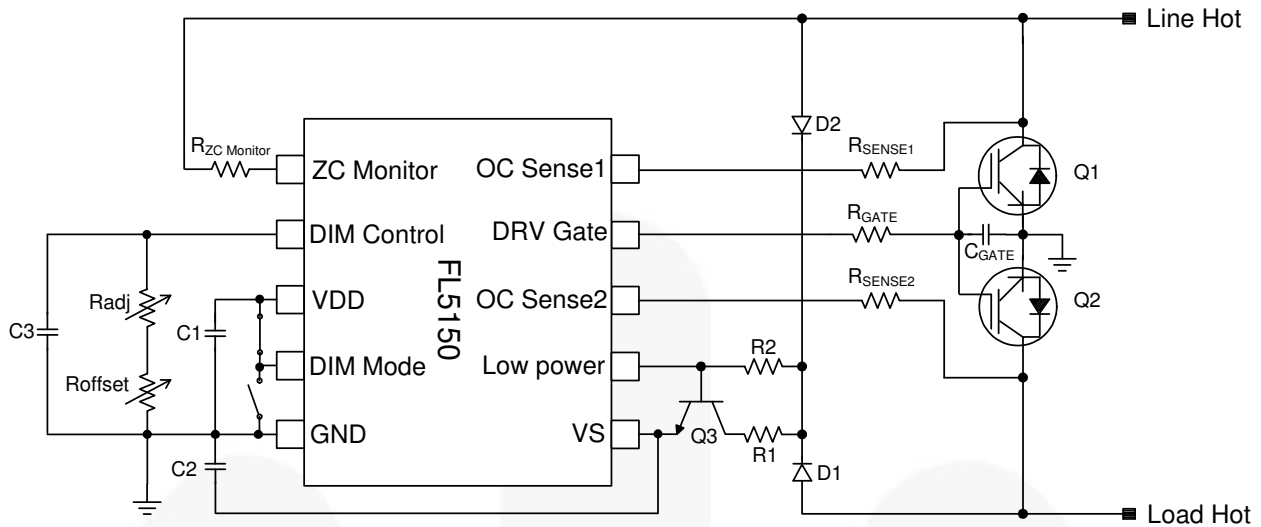 Line Hot
RZC Monitor
ZC Monitor
OC Sense1
RSENSE1
D2
Q1
DIM Control
DRV Gate
RGATE
CGATE
FL5150
Radj
VDD
OC Sense2
RSENSE2
Q2
C3
C1
Roffset
DIM Mode
Low power
R2
GND
VS
Q3
R1
C2
D1
Load Hot